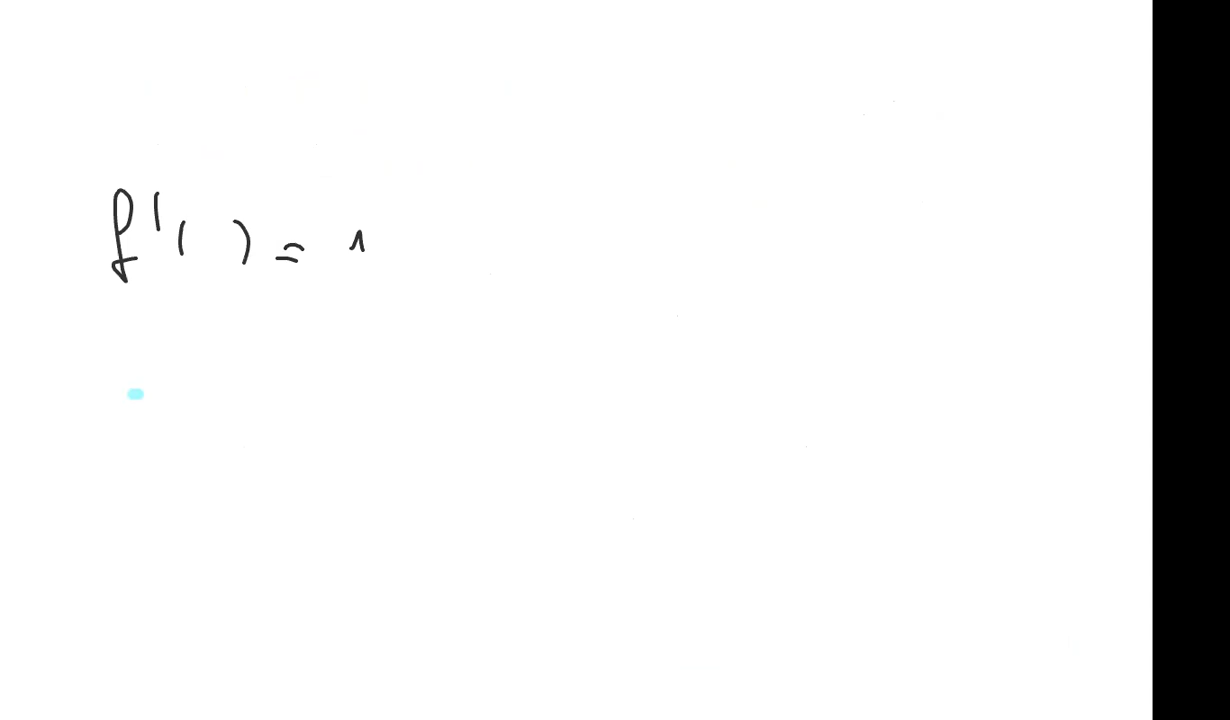 f'( ) = 1